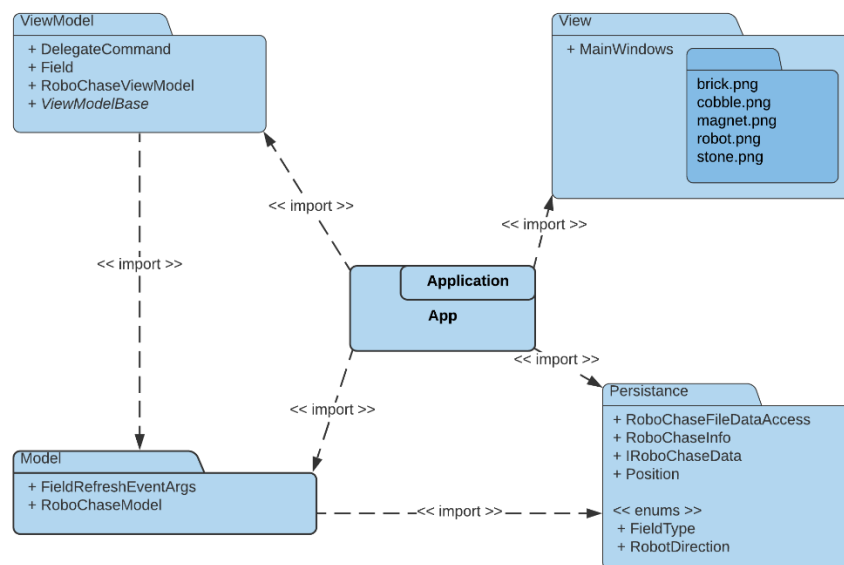 ViewModel
+ DelegateCommand
+ Field
+ RoboChaseViewModel
+ ViewModelBase
View
+ MainWindows
brick.png
cobble.png
magnet.png
robot.png
stone.png
<< import >>
<< import >>
<< import >>
Application
App
<< import >>
<< import >>
Persistance
+ RoboChaseFileDataAccess
+ RoboChaseInfo
+ IRoboChaseData
+ Position
<< enums >>
+ FieldType
+ RobotDirection
Model
+ FieldRefreshEventArgs
+ RoboChaseModel
<< import >>